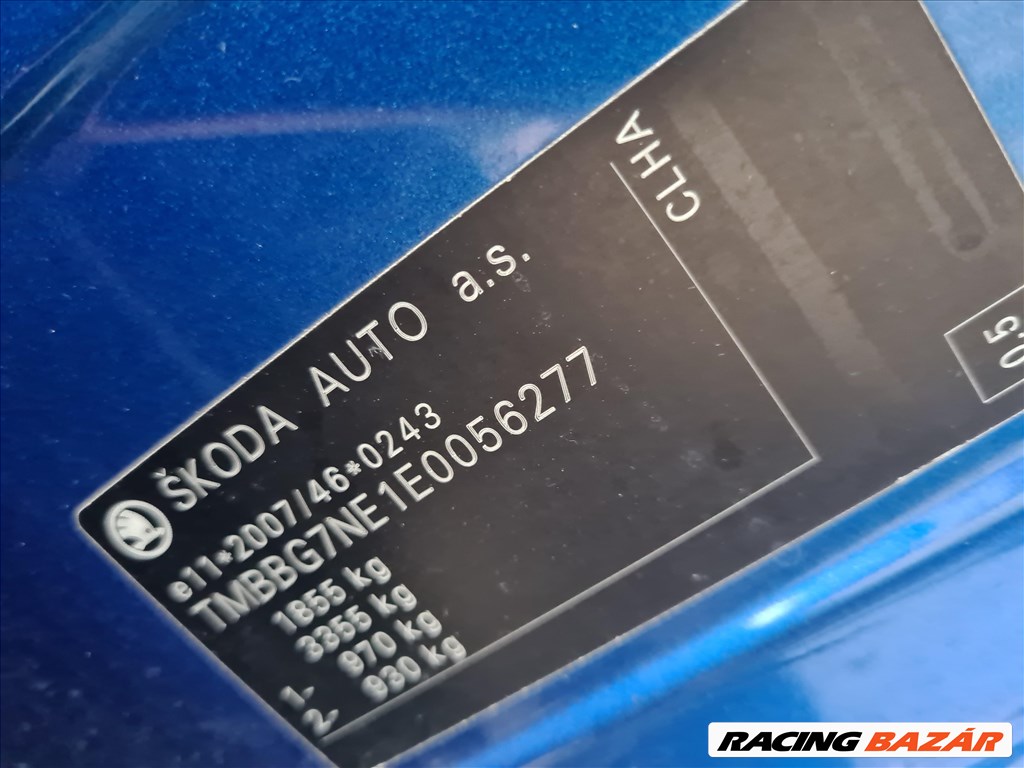 ŠKODA AUTO a.s.
e11*2007/46*0243
TMBBG7NE1E0056277
1855 kg
3355 kg
1- 970 kg
2- 930 kg
CLHA
0,5
RACING BAZÁR